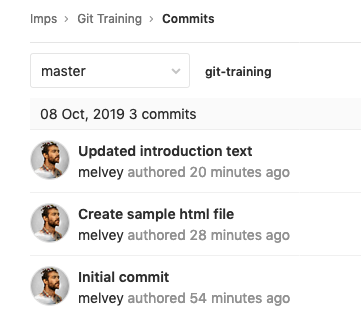 Imps > Git Training > Commits
master
git-training
08 Oct, 2019 3 commits
Updated introduction text
melvey authored 20 minutes ago
Create sample html file
melvey authored 28 minutes ago
Initial commit
melvey authored 54 minutes ago